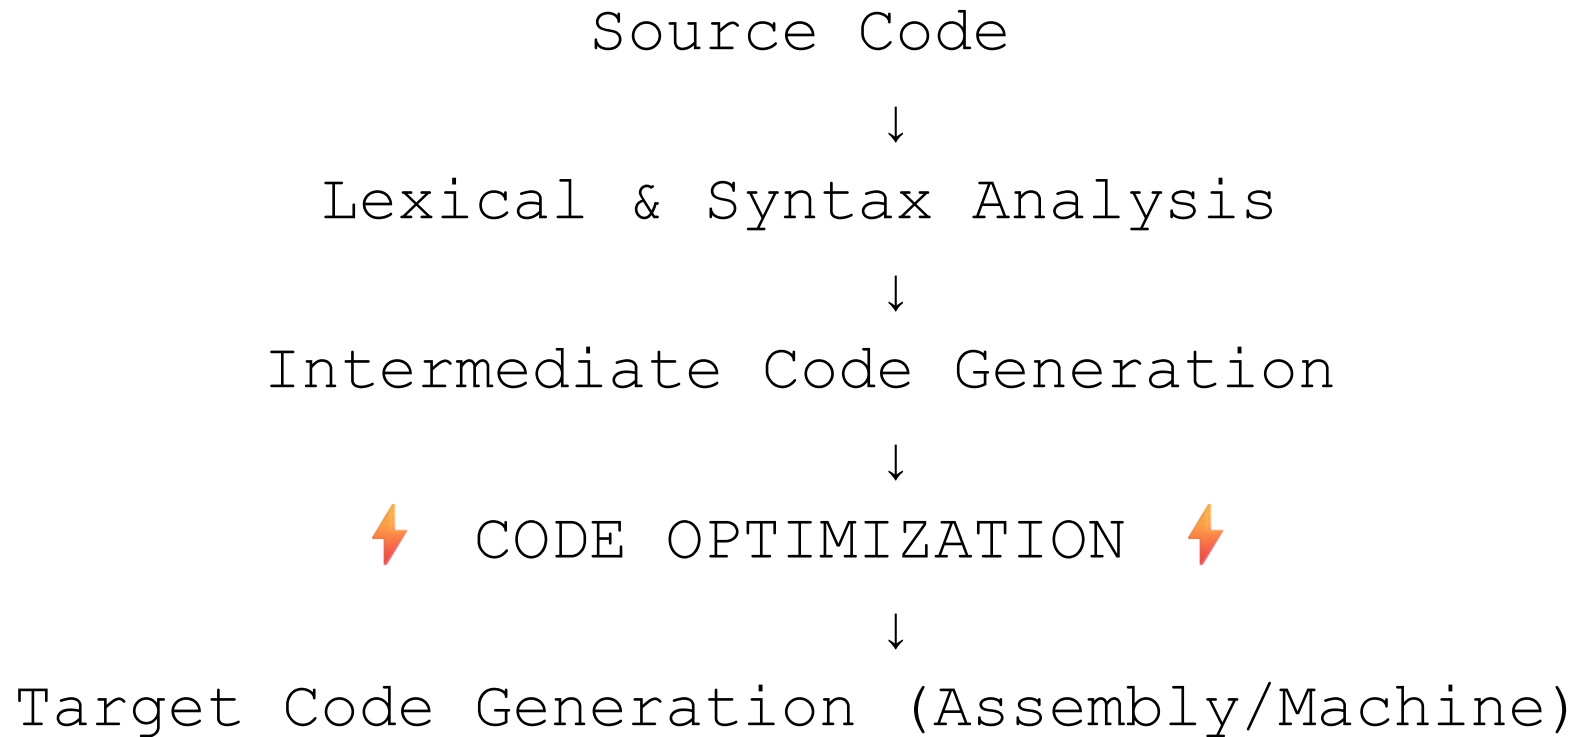 Source Code
↓
Lexical & Syntax Analysis
↓
Intermediate Code Generation
↓
⚡ CODE OPTIMIZATION ⚡
↓
Target Code Generation (Assembly/Machine)